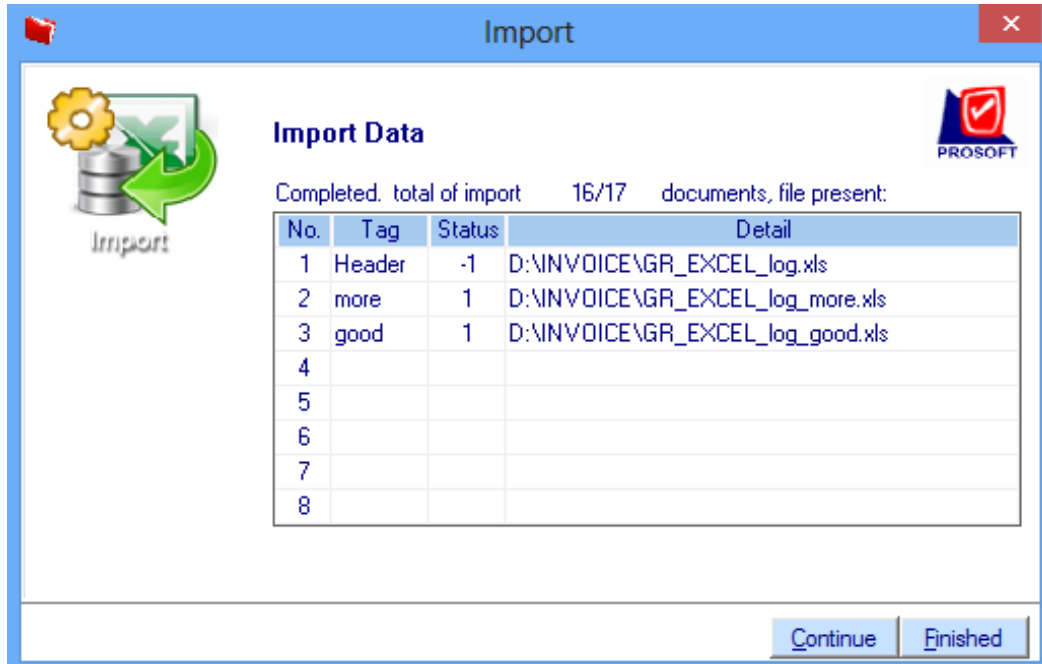 Import
Import Data
PROSOFT
Completed. total of import 16/17 documents, file present:
Import
No. Tag Status Detail
1 Header -1 D:\INVOICE\GR_EXCEL_log.xls
2 more 1 D:\INVOICE\GR_EXCEL_log_more.xls
3 good 1 D:\INVOICE\GR_EXCEL_log_good.xls
4
5
6
7
8
Continue Finished